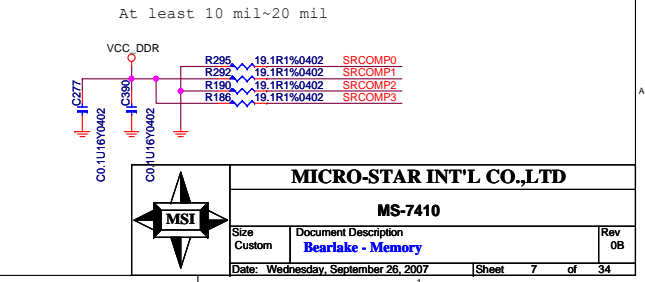 At least 10 mil~20 mil
VCC_DDR
R295 19.1R1%0402 SRCOMP0
R292 19.1R1%0402 SRCOMP1
R190 19.1R1%0402 SRCOMP2
R186 19.1R1%0402 SRCOMP3
C277
C390
C0.1U16Y0402
C0.1U16Y0402
A
MICRO-STAR INT'L CO.,LTD
MSI
MS-7410
Size Document Description Rev
Custom Bearlake - Memory 0B
Date: Wednesday, September 26, 2007 Sheet 7 of 34